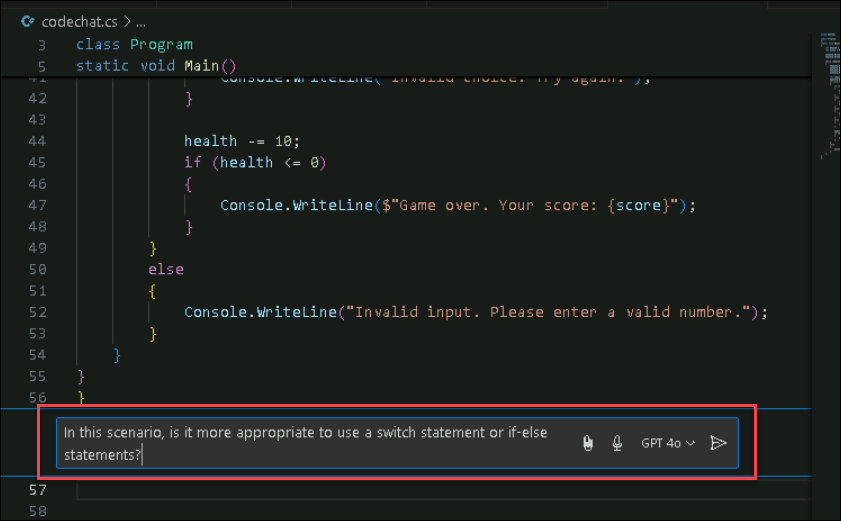 codechat.cs > ...
3 class Program
5 static void Main()
41 Console.WriteLine("Invalid choice. Try again.");
42 }
43
44 health -= 10;
45 if (health <= 0)
46 {
47 Console.WriteLine($"Game over. Your score: {score}");
48 }
49 }
50 else
51 {
52 Console.WriteLine("Invalid input. Please enter a valid number.");
53 }
54 }
55 }
56 }
In this scenario, is it more appropriate to use a switch statement or if-else
statements?
GPT 4o
57
58